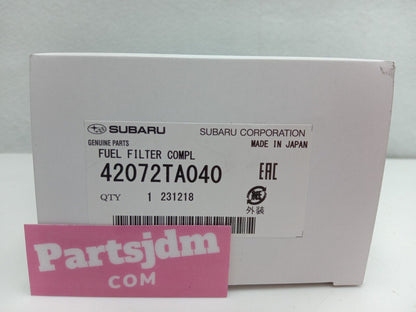 SUBARU SUBARU CORPORATION
GENUINE PARTS MADE IN JAPAN
FUEL FILTER COMPL
42072TA040 EAC
QTY 1 231218
外装
Partsjdm
COM